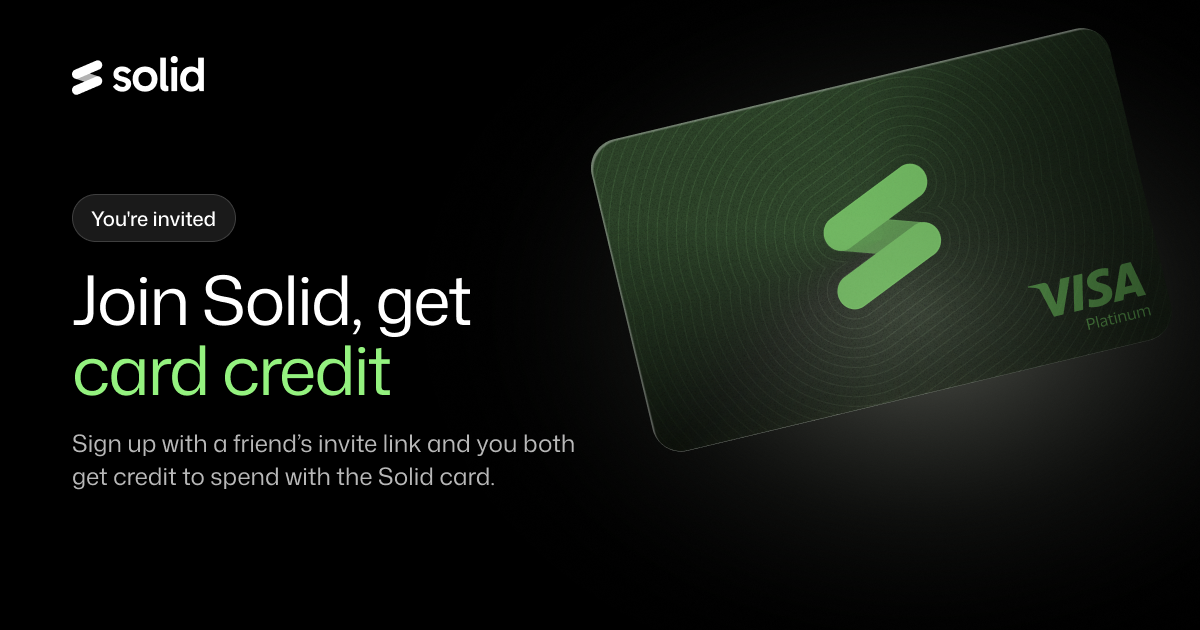 solid
You're invited
Join Solid, get
card credit
Sign up with a friend’s invite link and you both
get credit to spend with the Solid card.
VISA
Platinum